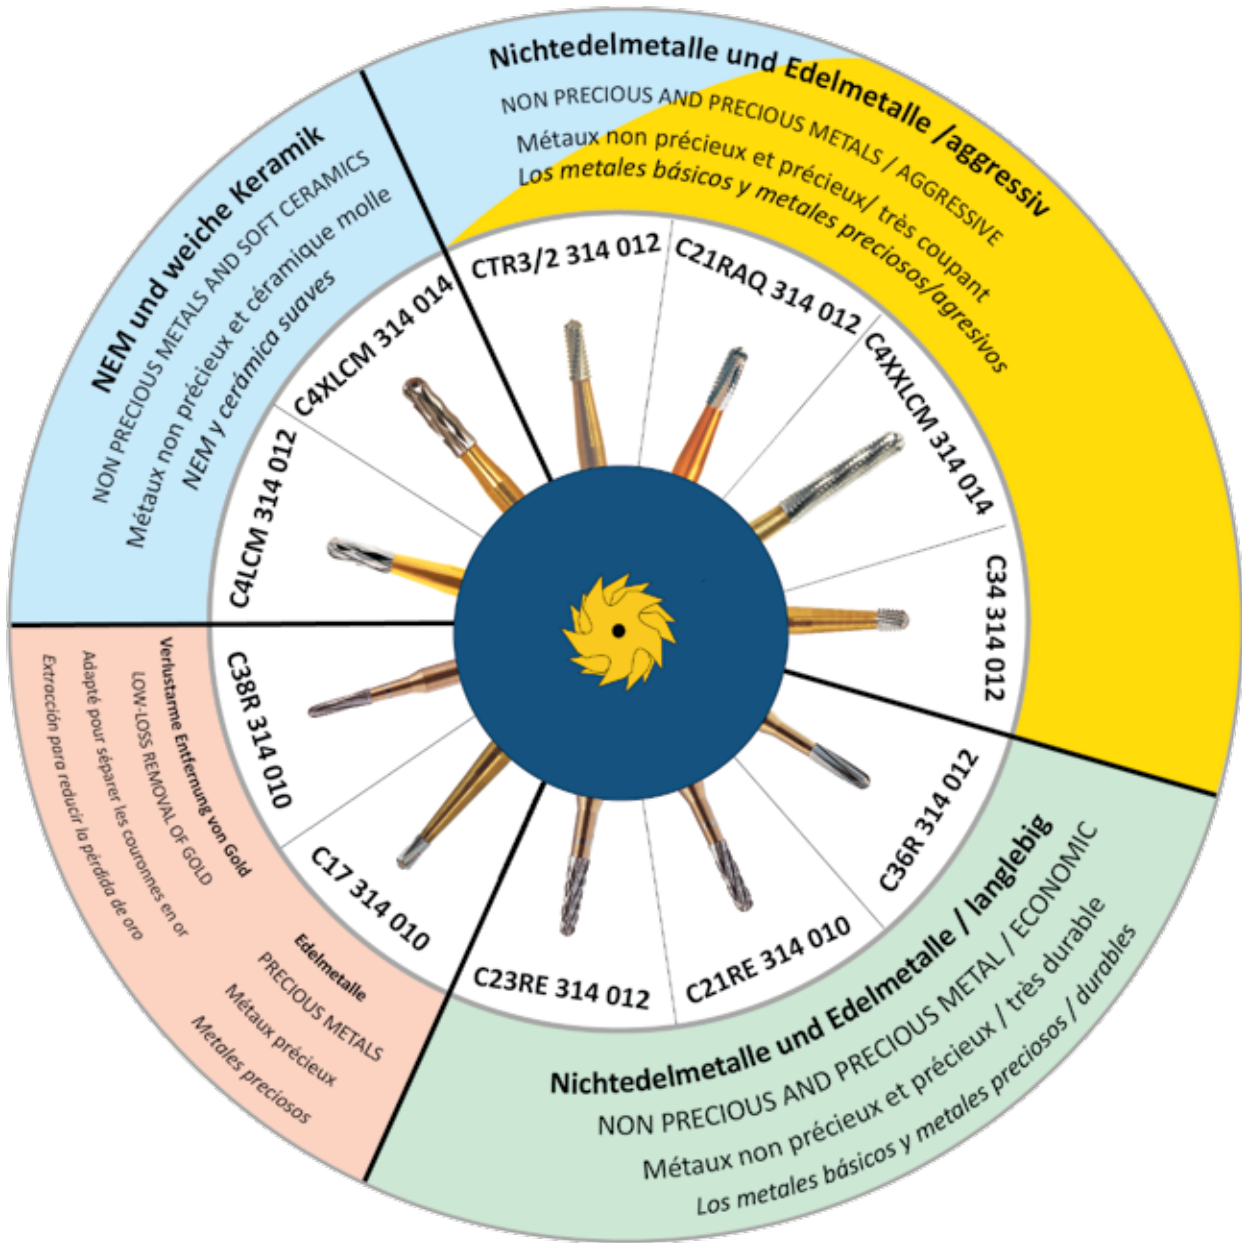 Nichtedelmetalle und Edelmetalle /aggressiv
NON PRECIOUS AND PRECIOUS METALS / AGGRESSIVE
Métaux non précieux et précieux/ très coupant
Los metales básicos y metales preciosos/agresivos
CTR3/2 314 012
C21RAQ 314 012
C4XXLCM 314 014
C34 314 012
C36R 314 012
C21RE 314 010
C23RE 314 012
Nichtedelmetalle und Edelmetalle / langlebig
NON PRECIOUS AND PRECIOUS METAL / ECONOMIC
Métaux non précieux et précieux / très durable
Los metales básicos y metales preciosos / durables
C17 314 010
Edelmetalle
PRECIOUS METALS
Métaux précieux
Metales preciosos
C38R 314 010
Verlustarme Entfernung von Gold
LOW-LOSS REMOVAL OF GOLD
Adapté pour séparer les couronnes en or
Extracción para reducir la pérdida de oro
C4LCM 314 012
C4XLCM 314 014
NEM und weiche Keramik
NON PRECIOUS METALS AND SOFT CERAMICS
Métaux non précieux et céramique molle
NEM y cerámica suaves